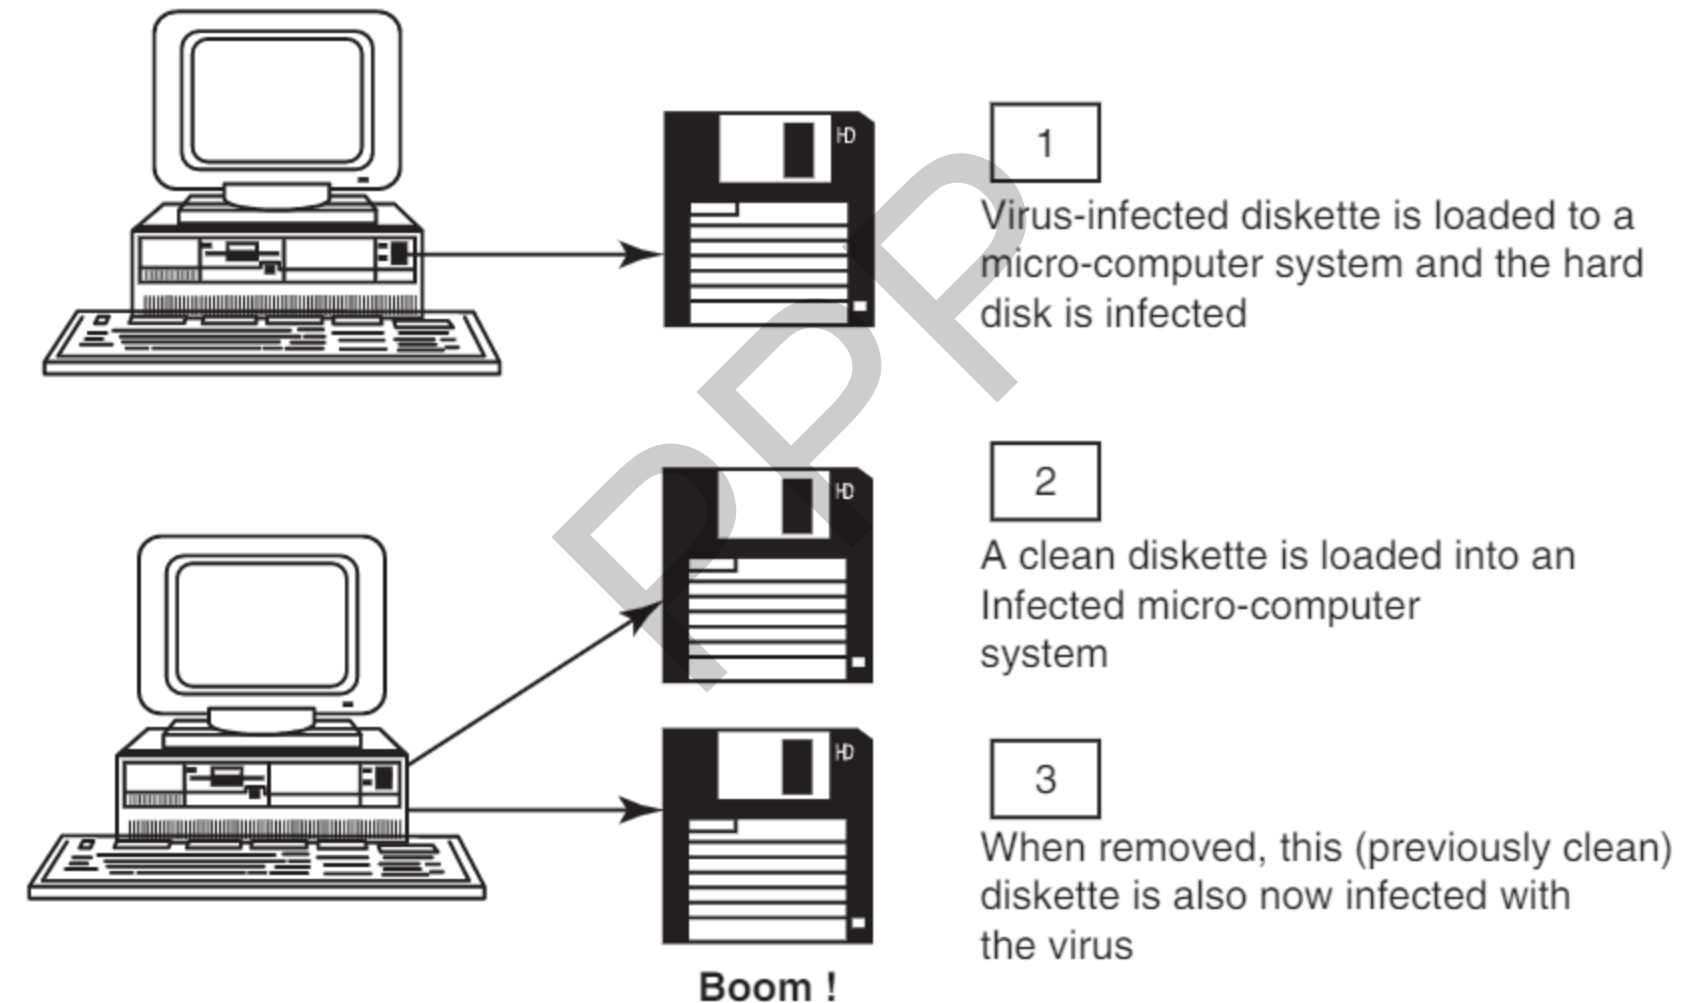 HD
1
Virus-infected diskette is loaded to a
micro-computer system and the hard
disk is infected
HD
2
A clean diskette is loaded into an
Infected micro-computer
system
HD
3
When removed, this (previously clean)
diskette is also now infected with
the virus
Boom !
PPP